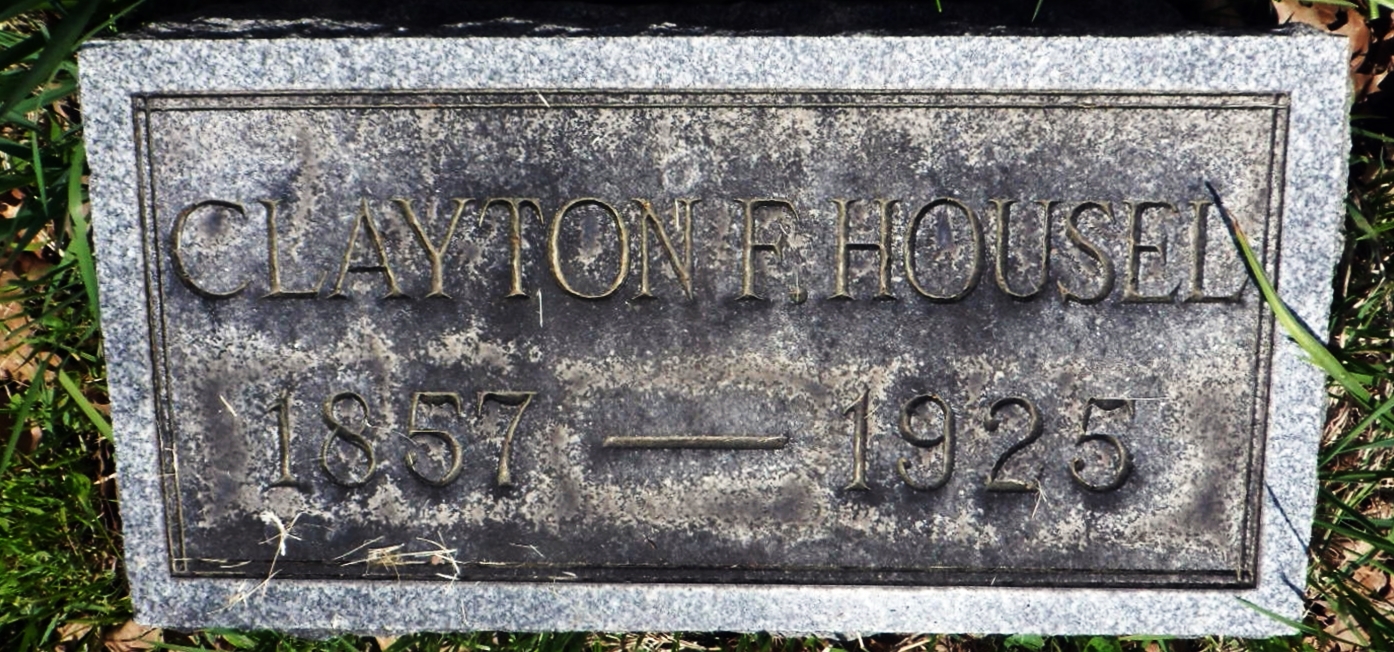 CLAYTON F. HOUSEL
1857 — 1925